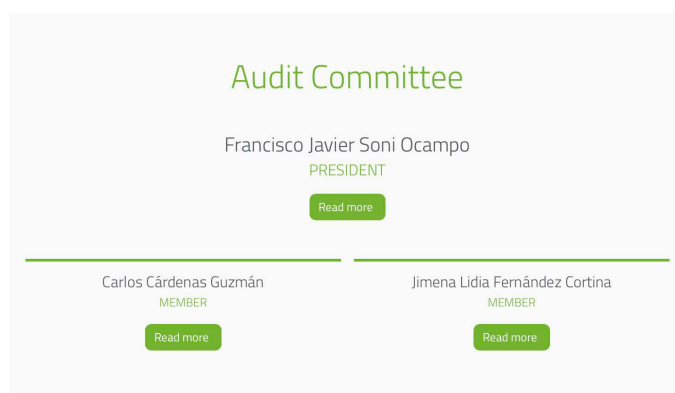 Audit Committee
Francisco Javier Soni Ocampo
PRESIDENT
Read more
Carlos Cárdenas Guzmán
MEMBER
Read more
Jimena Lidia Fernández Cortina
MEMBER
Read more